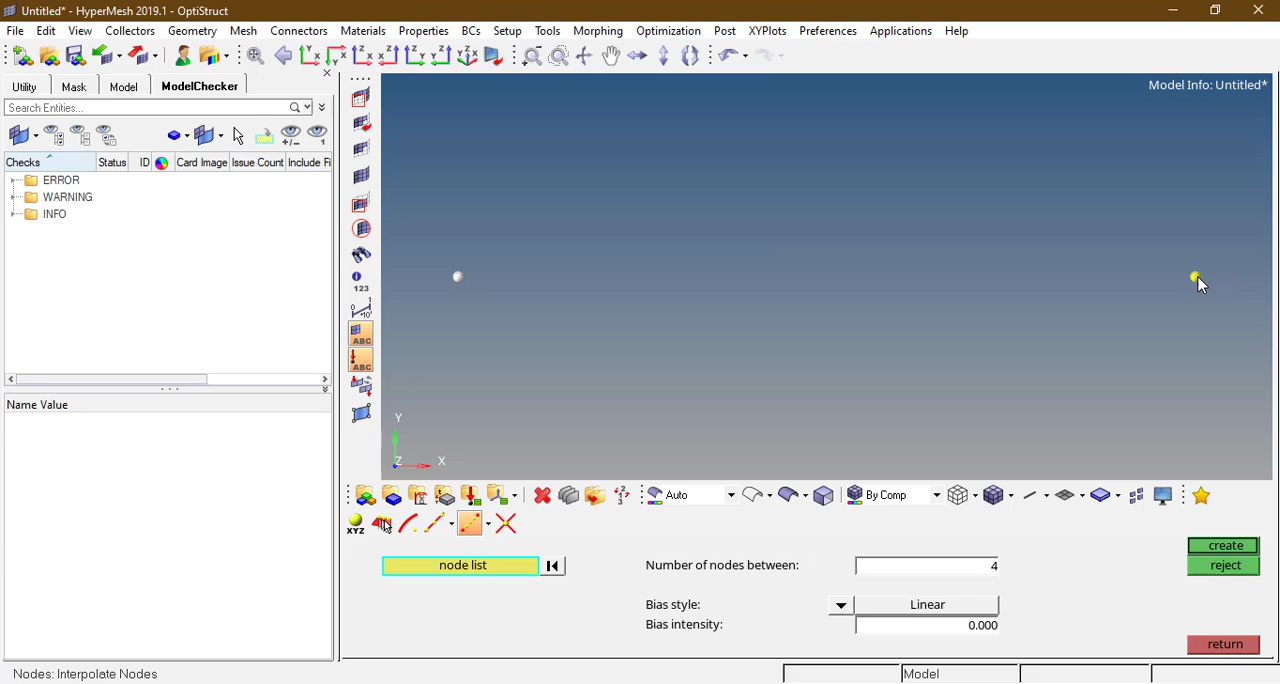 Untitled* - HyperMesh 2019.1 - OptiStruct
File Edit View Collectors Geometry Mesh Connectors Materials Properties BCs Setup Tools Morphing Optimization Post XYPlots Preferences Applications Help
Utility Mask Model ModelChecker
Model Info: Untitled*
Search Entities...
Checks Status ID Card Image Issue Count Include Fi
ERROR
WARNING
INFO
123
ABC
ABC
Name Value
Y
Z X
Auto By Comp
XYZ
create
node list Number of nodes between: 4 reject
Bias style: Linear
Bias intensity: 0.000
return
Nodes: Interpolate Nodes Model